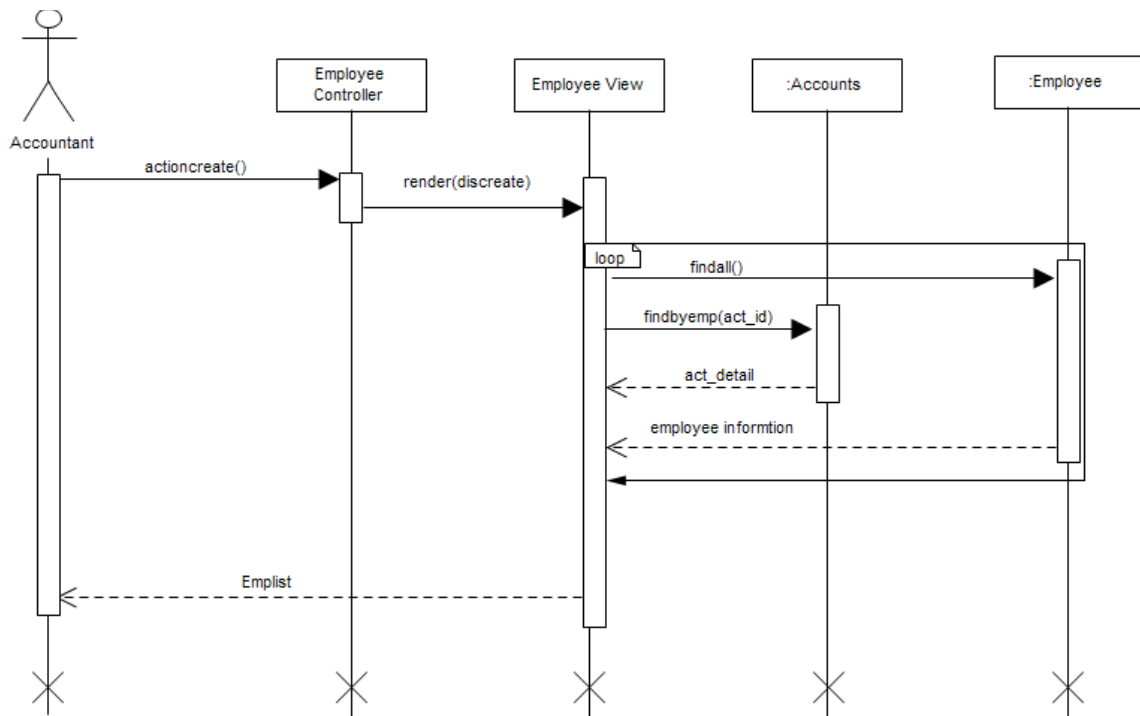 Employee
Controller
Employee View
:Accounts
:Employee
Accountant
actioncreate()
render(discreate)
loop
findall()
findbyemp(act_id)
act_detail
employee informtion
Emplist